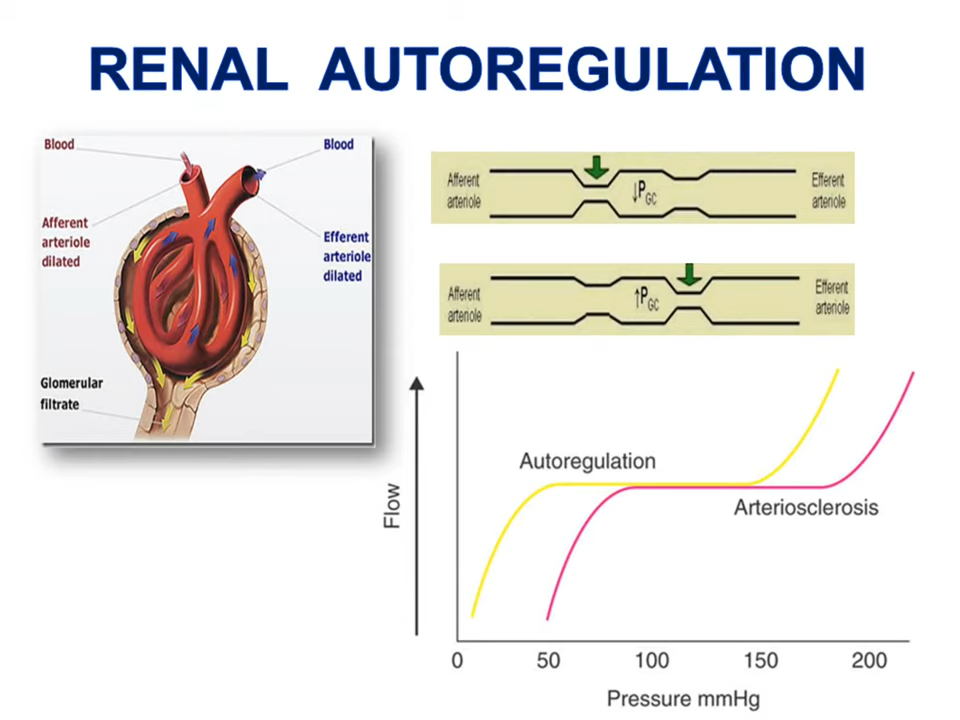 RENAL AUTOREGULATION
Blood
Blood
Afferent
arteriole
dilated
Efferent
arteriole
dilated
Glomerular
filtrate
Afferent
arteriole
↓PGC
Efferent
arteriole
Afferent
arteriole
↑PGC
Efferent
arteriole
Flow
Autoregulation
Arteriosclerosis
0 50 100 150 200
Pressure mmHg